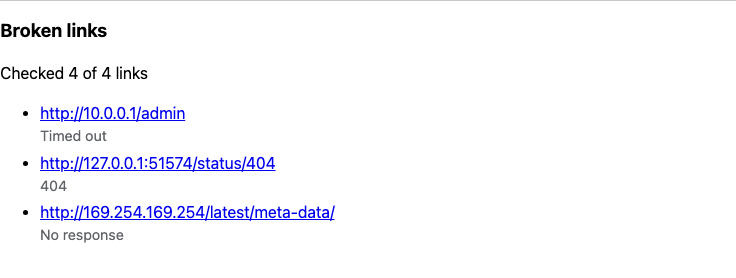 Broken links
Checked 4 of 4 links
http://10.0.0.1/admin
Timed out
http://127.0.0.1:51574/status/404
404
http://169.254.169.254/latest/meta-data/
No response